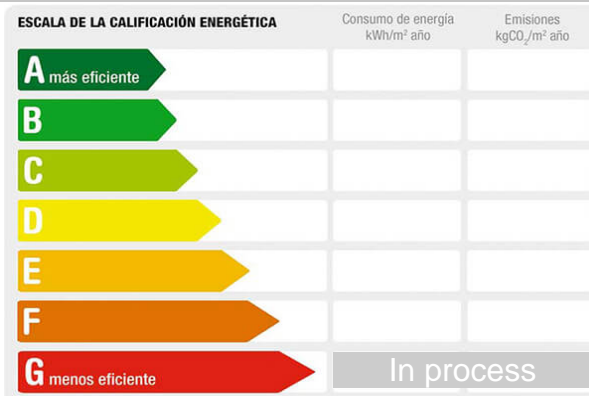 ESCALA DE LA CALIFICACIÓN ENERGÉTICA
Consumo de energía
kWh/m² año
Emisiones
kgCO₂/m² año
A más eficiente
B
C
D
E
F
G menos eficiente
In process